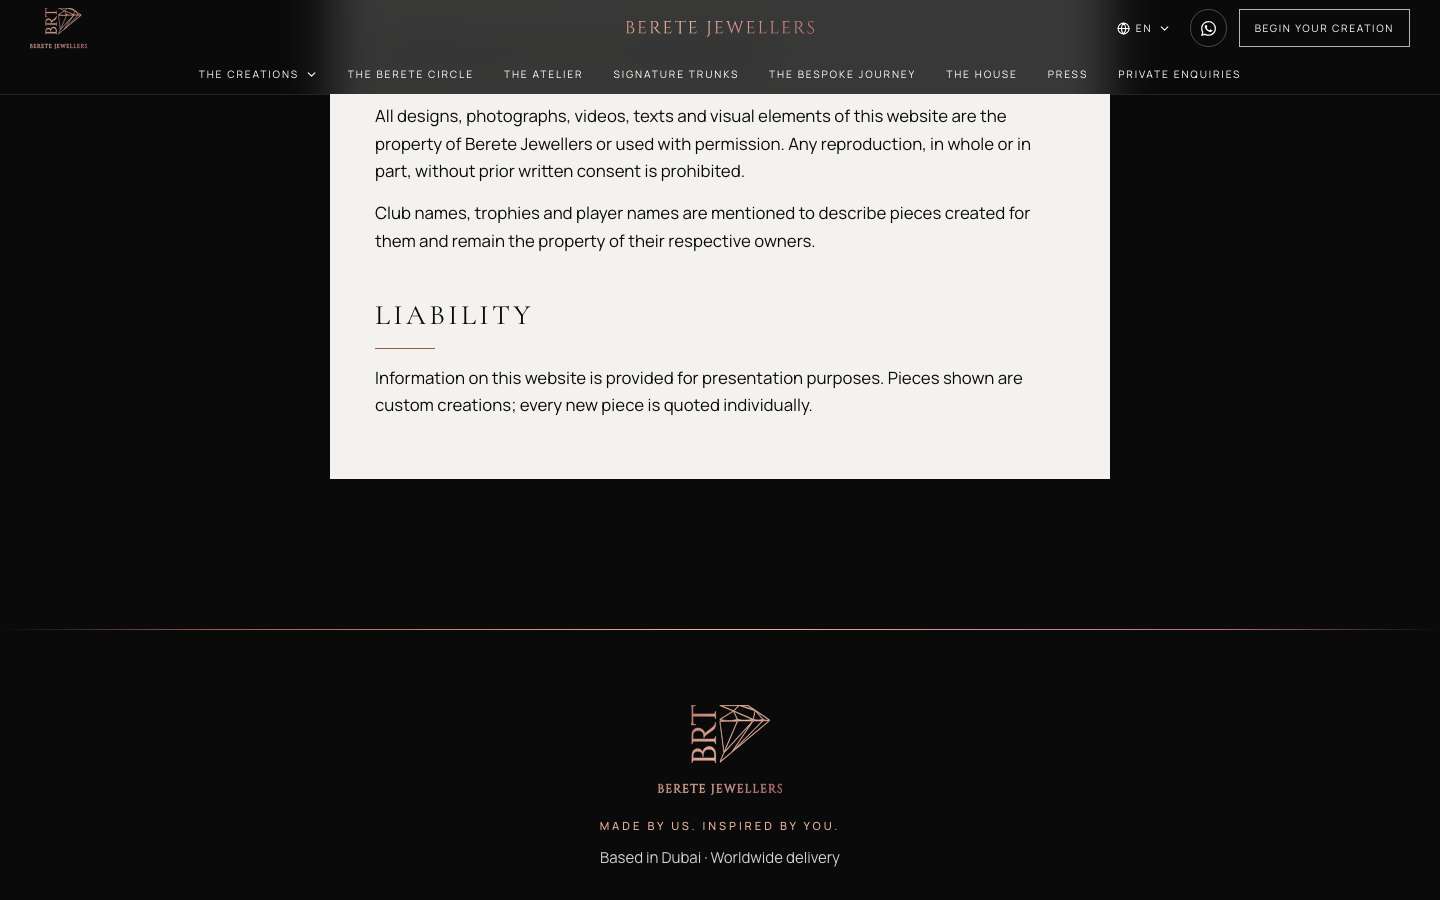 BRT
BERETE JEWELLERS
BERETE JEWELLERS
EN
BEGIN YOUR CREATION
THE CREATIONS
THE BERETE CIRCLE
THE ATELIER
SIGNATURE TRUNKS
THE BESPOKE JOURNEY
THE HOUSE
PRESS
PRIVATE ENQUIRIES
All designs, photographs, videos, texts and visual elements of this website are the
property of Berete Jewellers or used with permission. Any reproduction, in whole or in
part, without prior written consent is prohibited.
Club names, trophies and player names are mentioned to describe pieces created for
them and remain the property of their respective owners.
LIABILITY
Information on this website is provided for presentation purposes. Pieces shown are
custom creations; every new piece is quoted individually.
BRT
BERETE JEWELLERS
MADE BY US. INSPIRED BY YOU.
Based in Dubai · Worldwide delivery